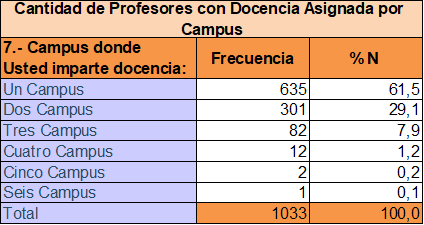 Cantidad de Profesores con Docencia Asignada por
Campus
7.- Campus donde
Usted imparte docencia: Frecuencia % N
Un Campus 635 61,5
Dos Campus 301 29,1
Tres Campus 82 7,9
Cuatro Campus 12 1,2
Cinco Campus 2 0,2
Seis Campus 1 0,1
Total 1033 100,0